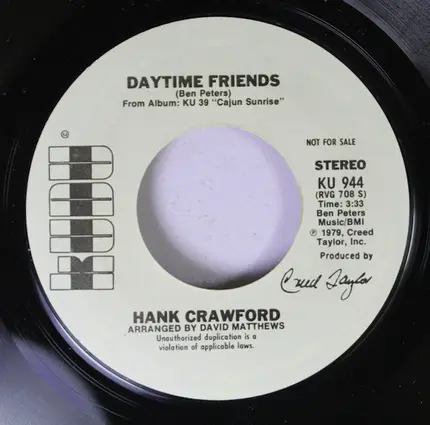 DAYTIME FRIENDS
(Ben Peters)
From Album: KU 39 "Cajun Sunrise"
NOT FOR SALE
STEREO
KU 944
(RVG 708 S)
Time: 3:33
Ben Peters
Music/BMI
℗ 1979, Creed
Taylor, Inc.
Produced by
Creed Taylor
KUDU
HANK CRAWFORD
ARRANGED BY DAVID MATTHEWS
Unauthorized duplication is a
violation of applicable laws.